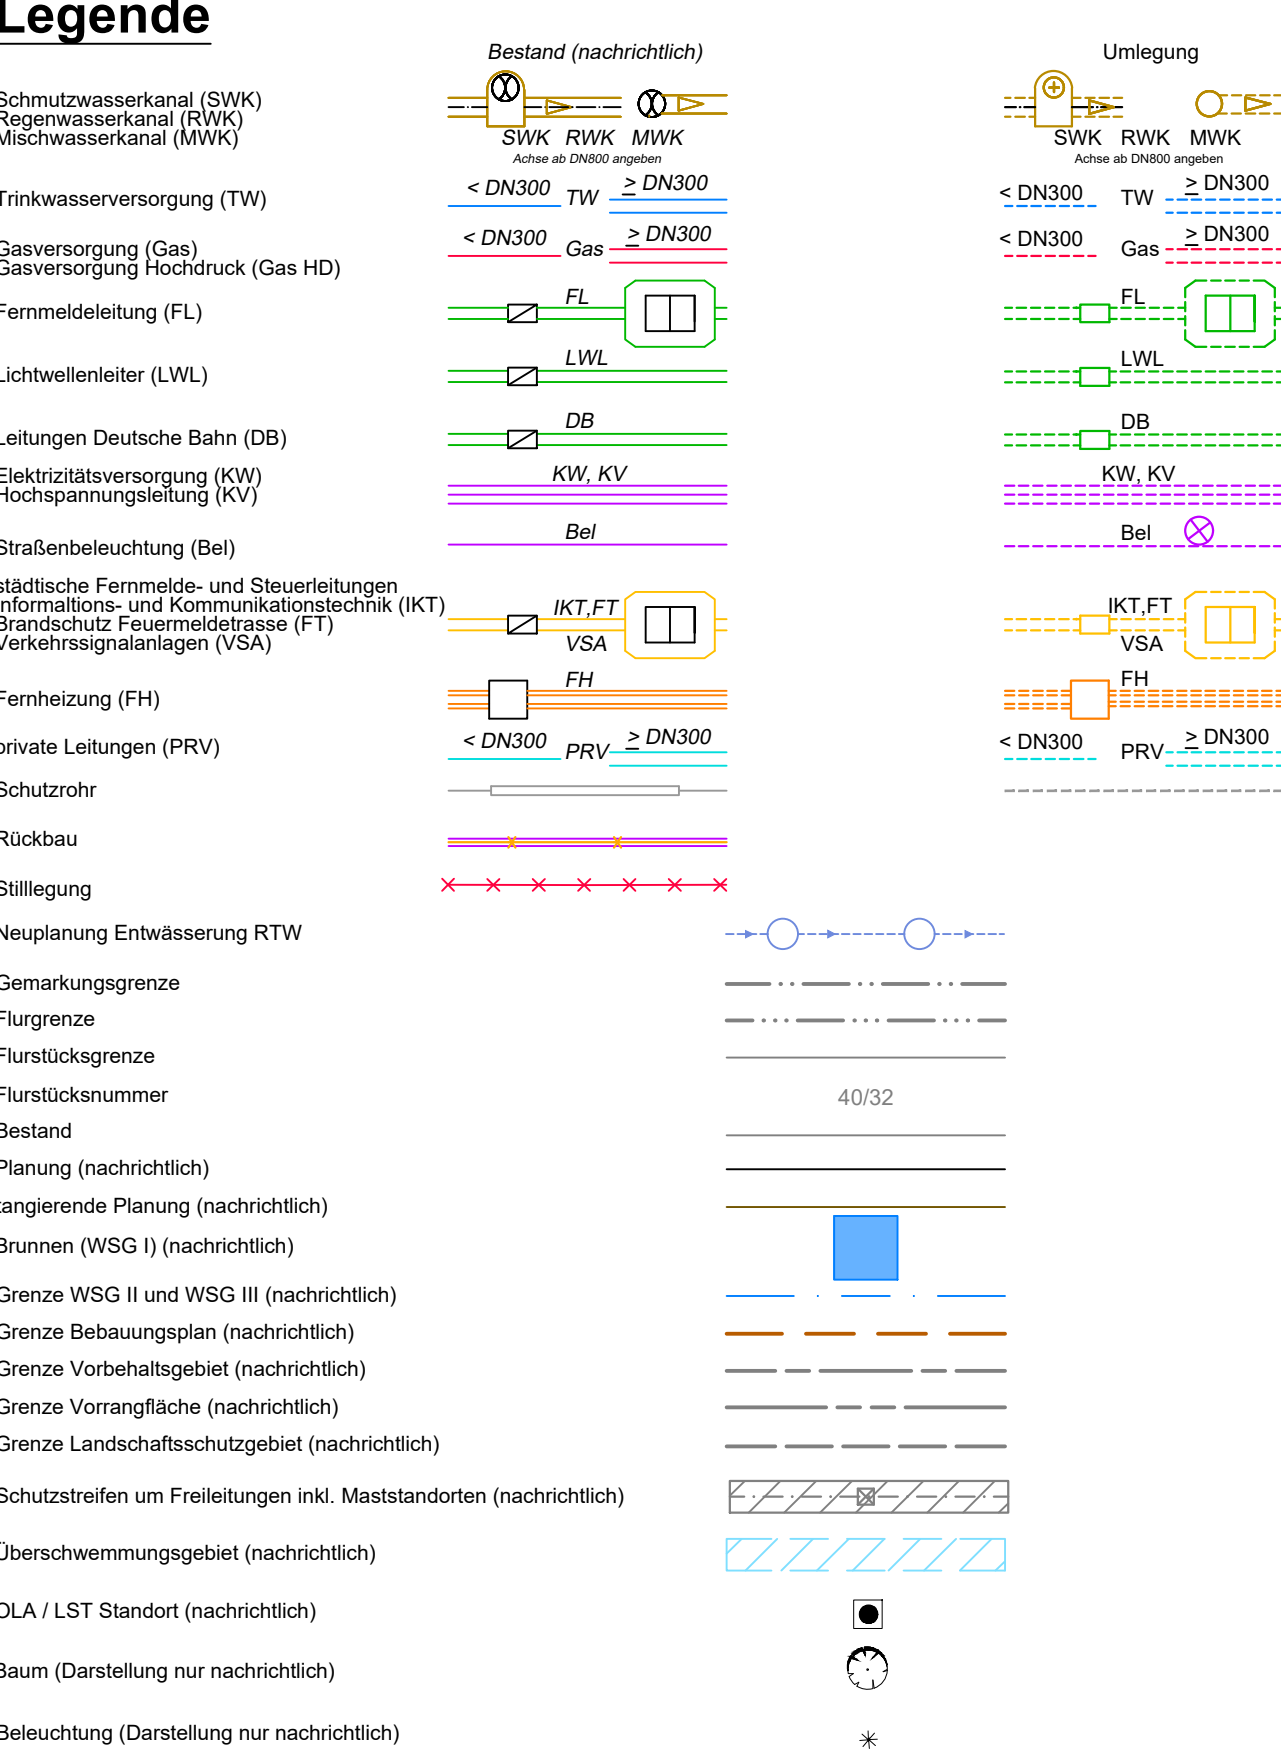 Legende
Bestand (nachrichtlich)
Umlegung
Schmutzwasserkanal (SWK)
Regenwasserkanal (RWK)
Mischwasserkanal (MWK)
SWK RWK MWK
Achse ab DN800 angeben
SWK RWK MWK
Achse ab DN800 angeben
Trinkwasserversorgung (TW)
< DN300 TW ≥ DN300
< DN300 TW ≥ DN300
Gasversorgung (Gas)
Gasversorgung Hochdruck (Gas HD)
< DN300 Gas ≥ DN300
< DN300 Gas ≥ DN300
Fernmeldeleitung (FL)
FL
FL
Lichtwellenleiter (LWL)
LWL
LWL
Leitungen Deutsche Bahn (DB)
DB
DB
Elektrizitätsversorgung (KW)
Hochspannungsleitung (KV)
KW, KV
KW, KV
Straßenbeleuchtung (Bel)
Bel
Bel
städtische Fernmelde- und Steuerleitungen
Informaltions- und Kommunikationstechnik (IKT)
Brandschutz Feuermeldetrasse (FT)
Verkehrssignalanlagen (VSA)
IKT,FT
VSA
IKT,FT
VSA
Fernheizung (FH)
FH
FH
private Leitungen (PRV)
< DN300 PRV ≥ DN300
< DN300 PRV ≥ DN300
Schutzrohr
Rückbau
Stilllegung
Neuplanung Entwässerung RTW
Gemarkungsgrenze
Flurgrenze
Flurstücksgrenze
Flurstücksnummer
40/32
Bestand
Planung (nachrichtlich)
tangierende Planung (nachrichtlich)
Brunnen (WSG I) (nachrichtlich)
Grenze WSG II und WSG III (nachrichtlich)
Grenze Bebauungsplan (nachrichtlich)
Grenze Vorbehaltsgebiet (nachrichtlich)
Grenze Vorrangfläche (nachrichtlich)
Grenze Landschaftsschutzgebiet (nachrichtlich)
Schutzstreifen um Freileitungen inkl. Maststandorten (nachrichtlich)
Überschwemmungsgebiet (nachrichtlich)
OLA / LST Standort (nachrichtlich)
Baum (Darstellung nur nachrichtlich)
Beleuchtung (Darstellung nur nachrichtlich)